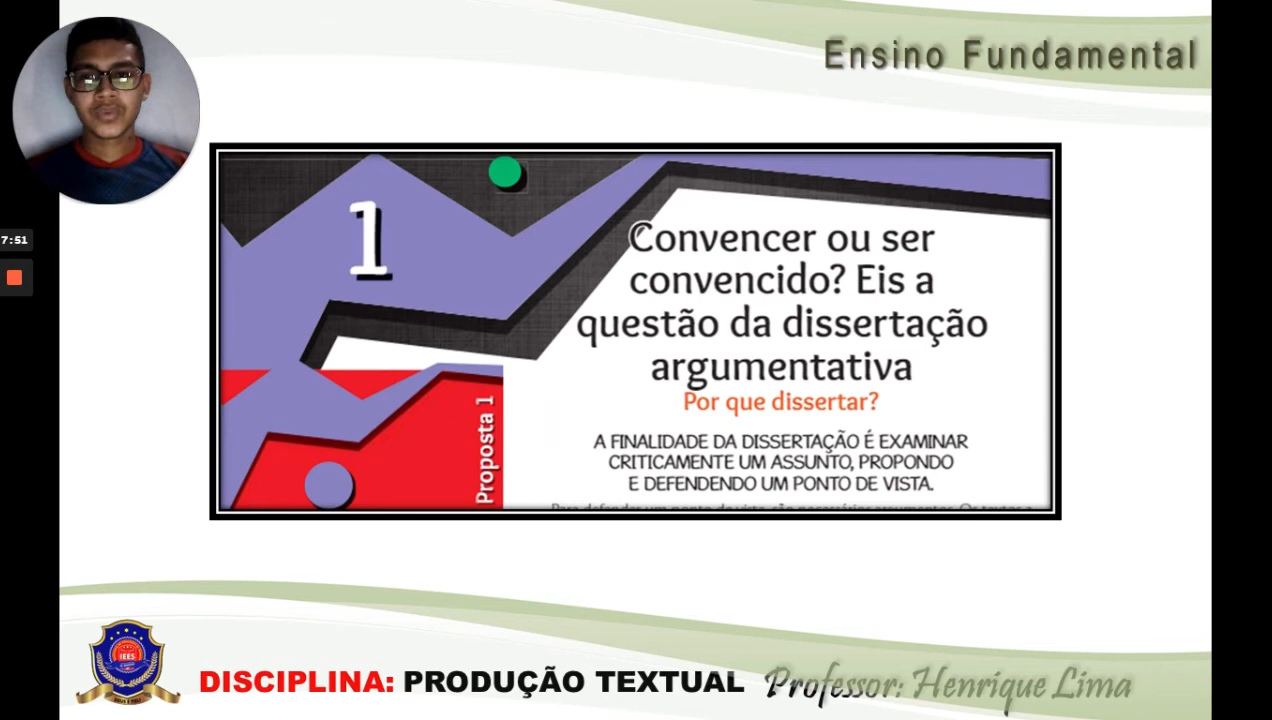 Ensino Fundamental
7:51
1
Convencer ou ser
convencido? Eis a
questão da dissertação
argumentativa
Por que dissertar?
A FINALIDADE DA DISSERTAÇÃO É EXAMINAR
CRITICAMENTE UM ASSUNTO, PROPONDO
E DEFENDENDO UM PONTO DE VISTA.
Proposta 1
IEES
DISCIPLINA: PRODUÇÃO TEXTUAL
Professor: Henrique Lima